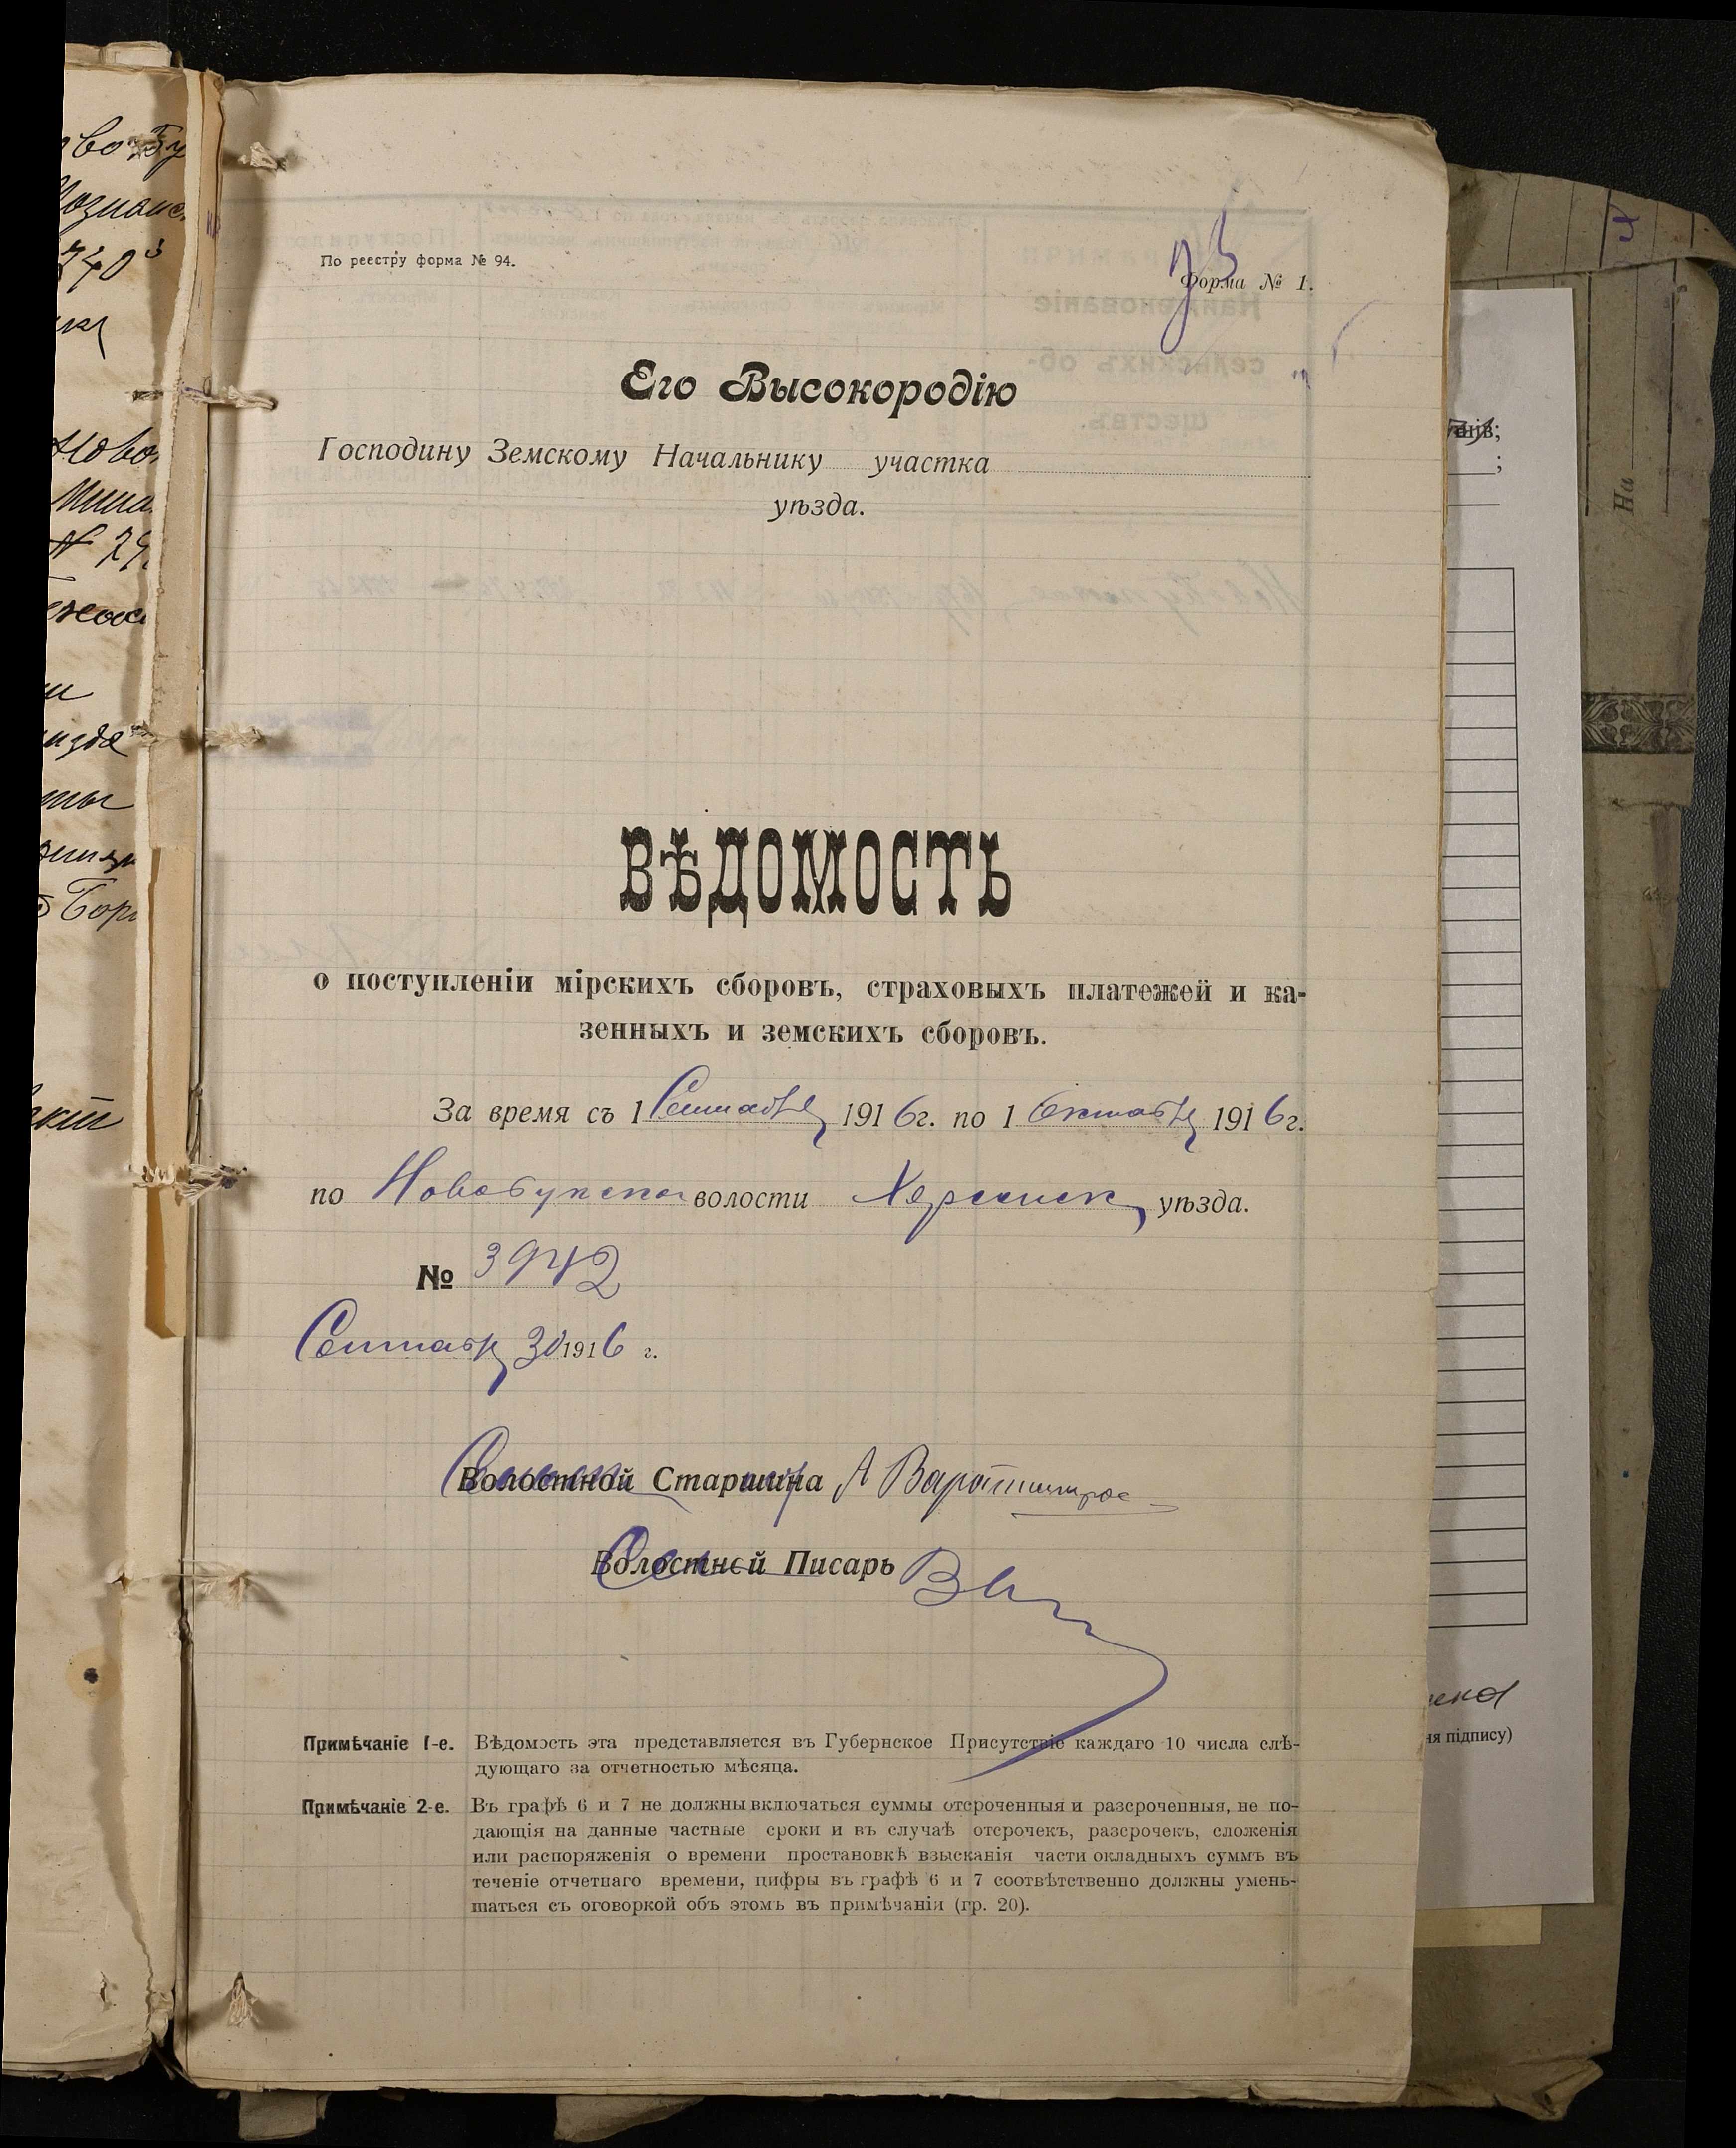 По реестру форма № 94.
Форма № 1.
Его Высокородію
Господину Земскому Начальнику участка
уѣзда.
ВѢДОМОСТЬ
о поступленіи мірскихъ сборовъ, страховыхъ платежей и ка-
зенныхъ и земскихъ сборовъ.
За время съ 1 Сентября 1916 г. по 1 Октября 1916 г.
по Новобугской волости Херсонск уѣзда.
№ 3942
Сентября 30 1916 г.
Волостной Старшина А
Волостней Писарь
Примѣчаніе 1-е. Вѣдомость эта представляется въ Губернское Присутствіе каждаго 10 числа слѣ-
дующаго за отчетностью мѣсяца.
Примѣчаніе 2-е. Въ графѣ 6 и 7 не должны включаться суммы отсроченныя и разсроченныя, не по-
дающія на данные частные сроки и въ случаѣ отсрочекъ, разсрочекъ, сложенія
или распоряженія о времени простановкѣ взысканія части окладныхъ суммъ въ
теченіе отчетнаго времени, цифры въ графѣ 6 и 7 соотвѣтственно должны умень-
шаться съ оговоркой объ этомъ въ примѣчаніи (гр. 20).
На
підпису)